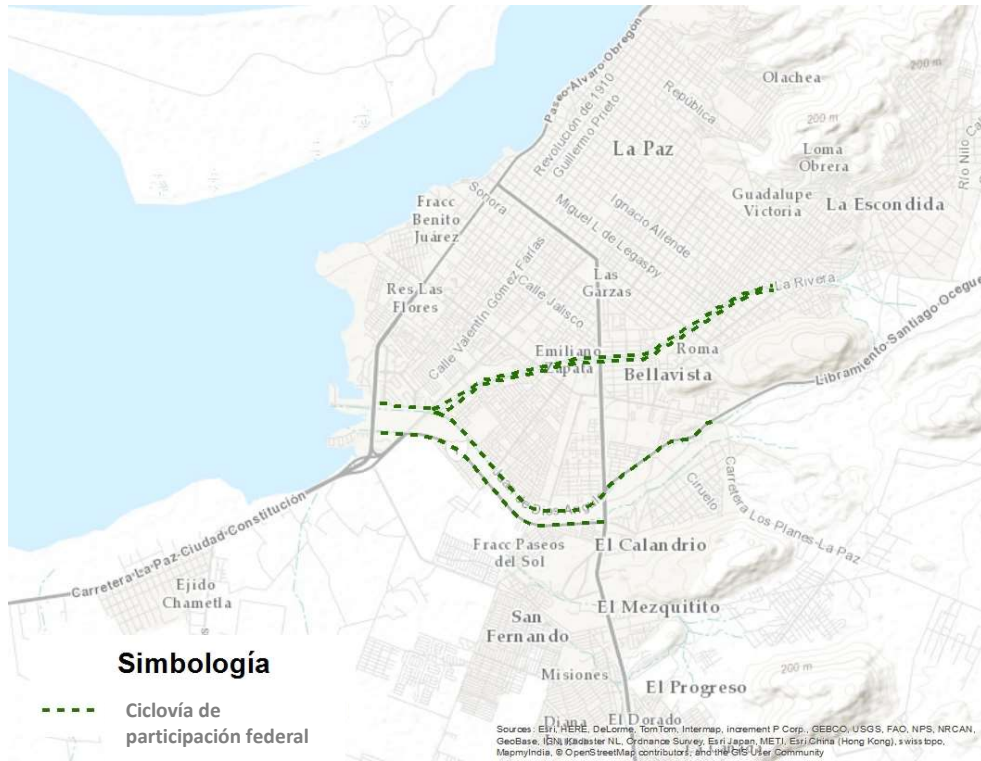 Paseo-Alvaro-Obregón
Olachea
200 m
República
Revolución de 1910
Guillermo Prieto
200 m
La Paz
Loma
Obrera
Río Nilo
Sonora
Fracc
Benito
Juárez
Miguel L de Legaspy
Ignacio Allende
Guadalupe
Victoria
La Escondida
Las
Garzas
Res Las
Flores
Calle Valentín Gómez Farías
Calle Jalisco
La Rivera
Emiliano
Zapata
Roma
Bellavista
Libramiento-Santiago-Ocegue
Carretera-La-Paz-Ciudad-Constitución
Ciruelo
Carretera Los Planes-La Paz
Fracc Paseos
del Sol
El Calandrio
Ejido
Chametla
San
Fernando
El Mezquitito
Misiones
200 m
El Progreso
Diana
El Dorado
Simbología
Ciclovía de
participación federal
Sources: Esri, HERE, DeLorme, TomTom, Intermap, increment P Corp., GEBCO, USGS, FAO, NPS, NRCAN,
GeoBase, IGN, Kadaster NL, Ordnance Survey, Esri Japan, METI, Esri China (Hong Kong), swisstopo,
MapmyIndia, © OpenStreetMap contributors, and the GIS User Community